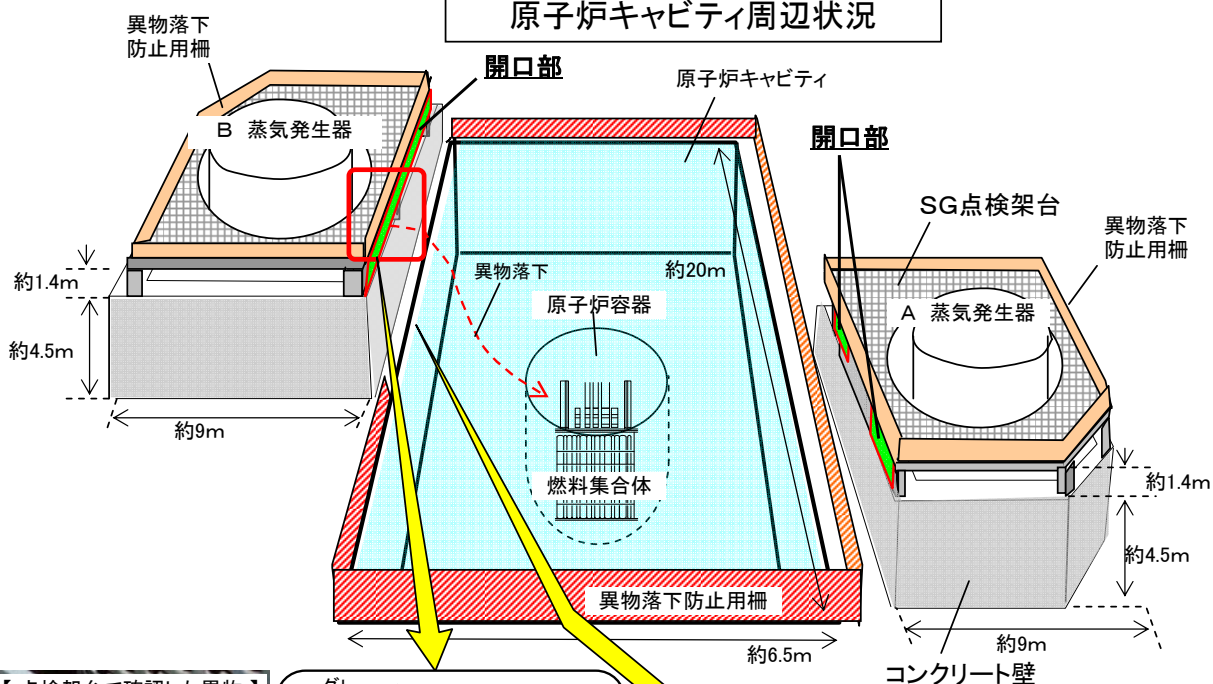 原子炉キャビティ周辺状況
異物落下
防止用柵
開口部
原子炉キャビティ
B 蒸気発生器
開口部
SG点検架台
異物落下
防止用柵
約1.4m
異物落下
約20m
原子炉容器
A 蒸気発生器
約4.5m
約9m
燃料集合体
約1.4m
約4.5m
異物落下防止用柵
約6.5m
約9m
コンクリート壁